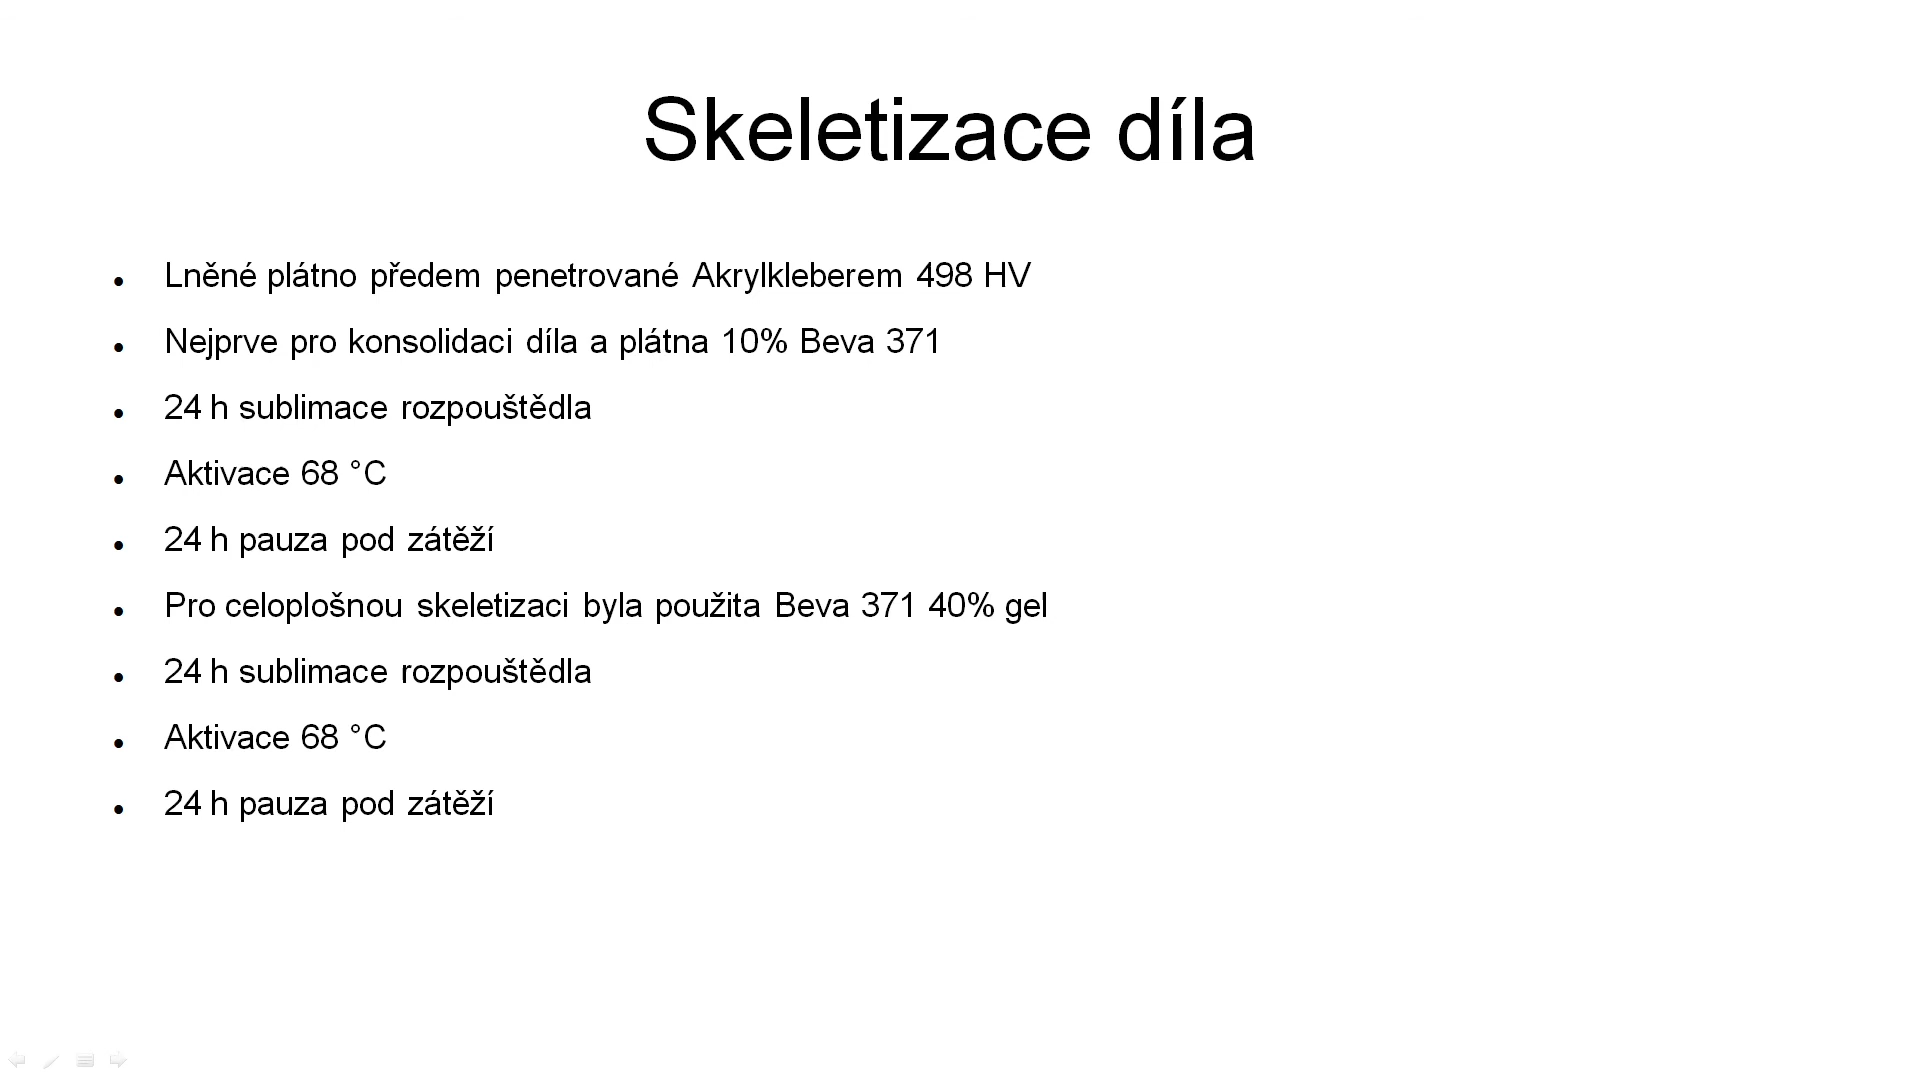 Skeletizace díla
Lněné plátno předem penetrované Akrylkleberem 498 HV
Nejprve pro konsolidaci díla a plátna 10% Beva 371
24 h sublimace rozpouštědla
Aktivace 68 °C
24 h pauza pod zátěží
Pro celoplošnou skeletizaci byla použita Beva 371 40% gel
24 h sublimace rozpouštědla
Aktivace 68 °C
24 h pauza pod zátěží